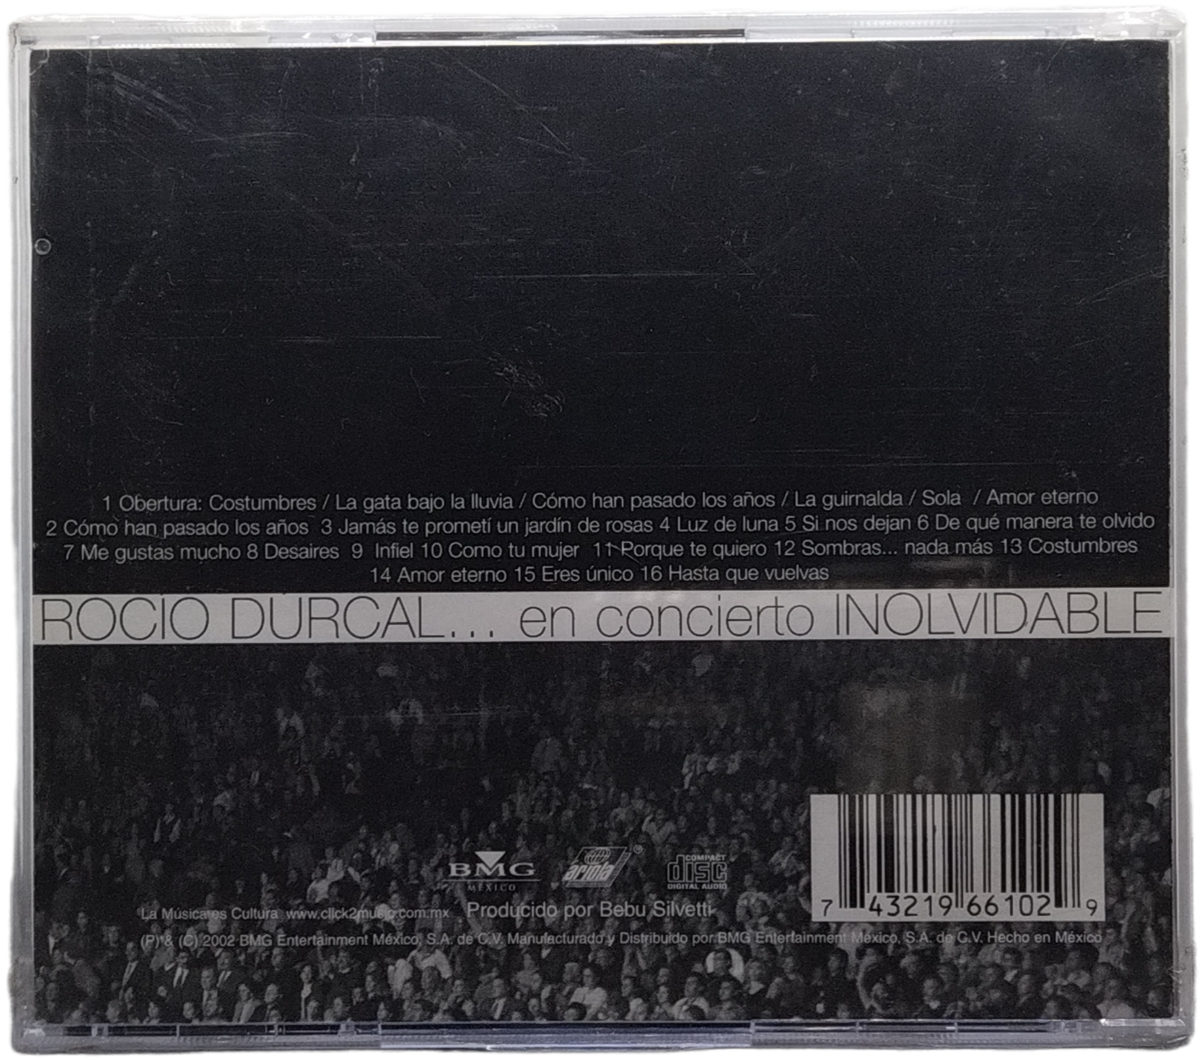 1 Obertura: Costumbres / La gata bajo la lluvia / Cómo han pasado los años / La guirnalda / Sola / Amor eterno
2 Cómo han pasado los años 3 Jamás te prometí un jardín de rosas 4 Luz de luna 5 Si nos dejan 6 De qué manera te olvido
7 Me gustas mucho 8 Desaires 9 Infiel 10 Como tu mujer 11 Porque te quiero 12 Sombras... nada más 13 Costumbres
14 Amor eterno 15 Eres único 16 Hasta que vuelvas
ROCIO DURCAL... en concierto INOLVIDABLE
BMG
MÉXICO
ariola
®
COMPACT
disc
DIGITAL AUDIO
La Música es Cultura www.click2music.com.mx Producido por Bebu Silvetti
(P) & (C) 2002 BMG Entertainment México, S.A. de C.V. Manufacturado y Distribuido por BMG Entertainment México, S.A. de C.V. Hecho en México
7 43219 66102 9